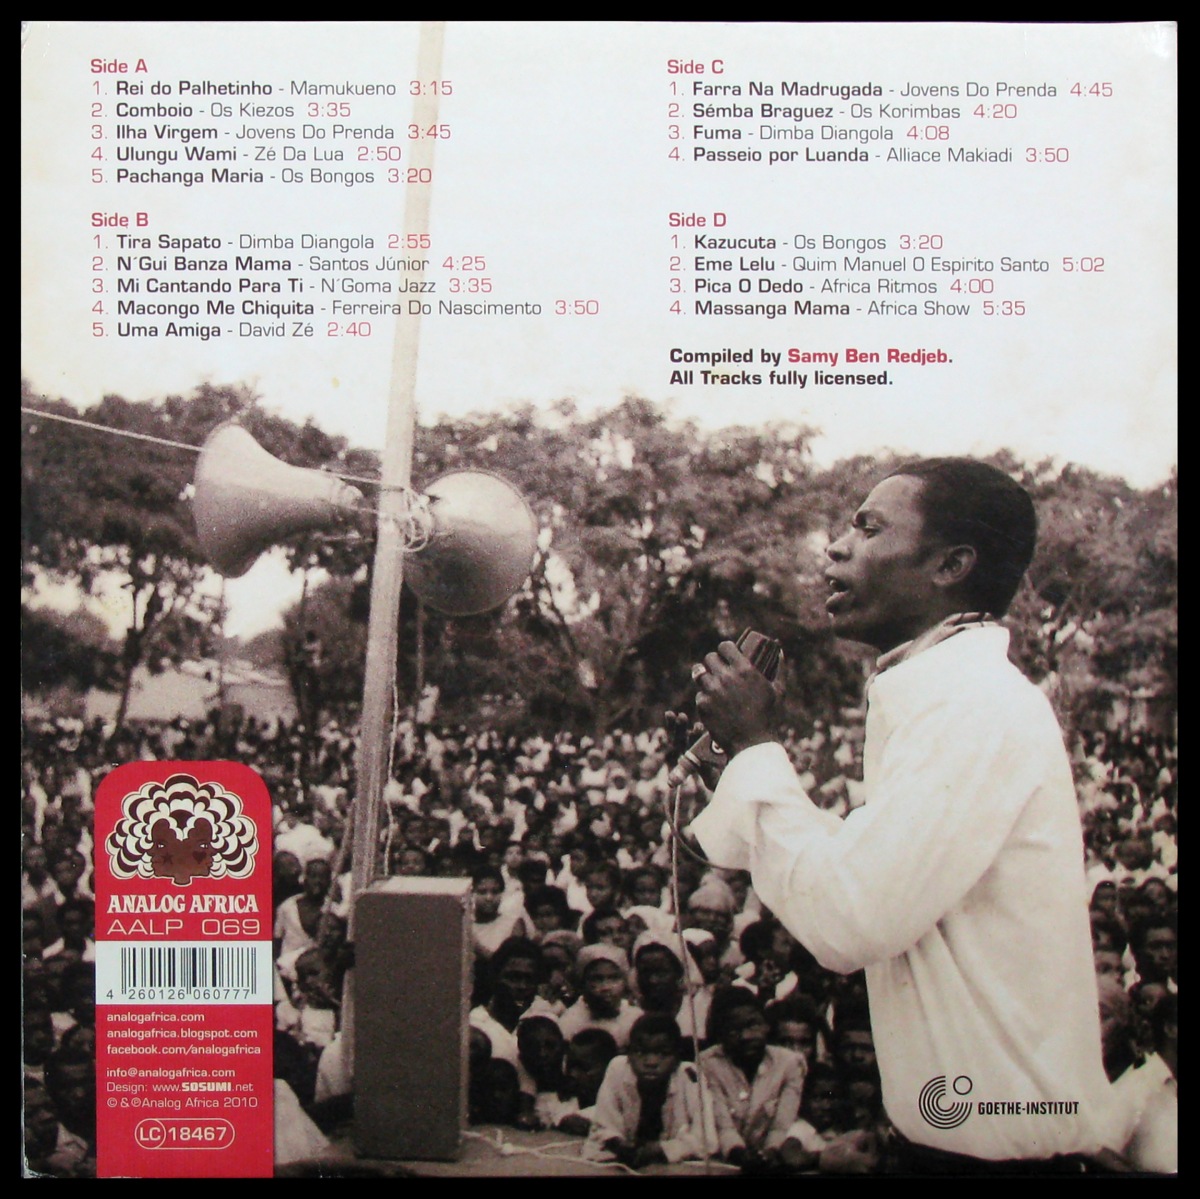 Side A
1. Rei do Palhetinho - Mamukueno 3:15
2. Comboio - Os Kiezos 3:35
3. Ilha Virgem - Jovens Do Prenda 3:45
4. Ulungu Wami - Zé Da Lua 2:50
5. Pachanga Maria - Os Bongos 3:20
Side B
1. Tira Sapato - Dimba Diangola 2:55
2. N´Gui Banza Mama - Santos Júnior 4:25
3. Mi Cantando Para Ti - N´Goma Jazz 3:35
4. Macongo Me Chiquita - Ferreira Do Nascimento 3:50
5. Uma Amiga - David Zé 2:40
Side C
1. Farra Na Madrugada - Jovens Do Prenda 4:45
2. Sémba Braguez - Os Korimbas 4:20
3. Fuma - Dimba Diangola 4:08
4. Passeio por Luanda - Alliace Makiadi 3:50
Side D
1. Kazucuta - Os Bongos 3:20
2. Eme Lelu - Quim Manuel O Espirito Santo 5:02
3. Pica O Dedo - Africa Ritmos 4:00
4. Massanga Mama - Africa Show 5:35
Compiled by Samy Ben Redjeb.
All Tracks fully licensed.
ANALOG AFRICA
AALP 069
4 260126 060777
analogafrica.com
analogafrica.blogspot.com
facebook.com/analogafrica
info@analogafrica.com
Design: www.SOSUMI.net
© & ℗ Analog Africa 2010
LC 18467
GOETHE-INSTITUT